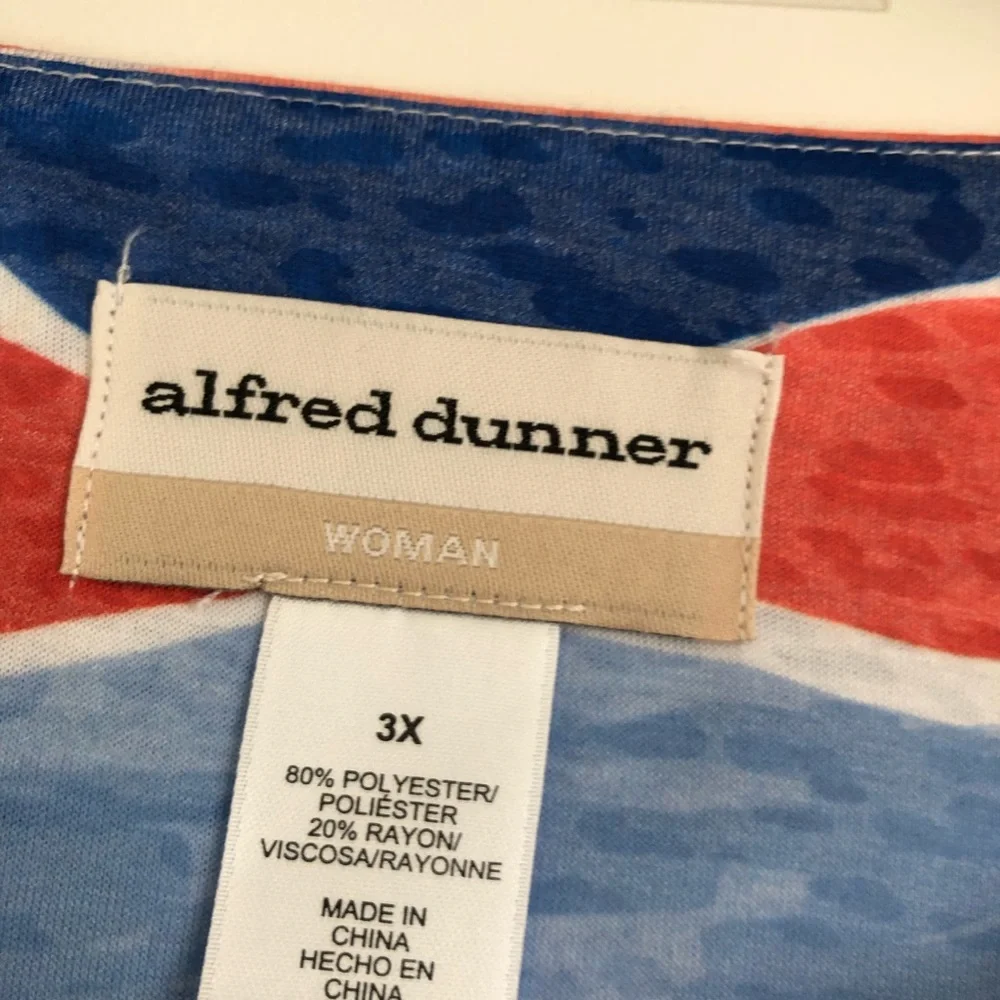 alfred dunner
WOMAN
3X
80% POLYESTER/
POLIÉSTER
20% RAYON/
VISCOSA/RAYONNE
MADE IN
CHINA
HECHO EN
CHINA